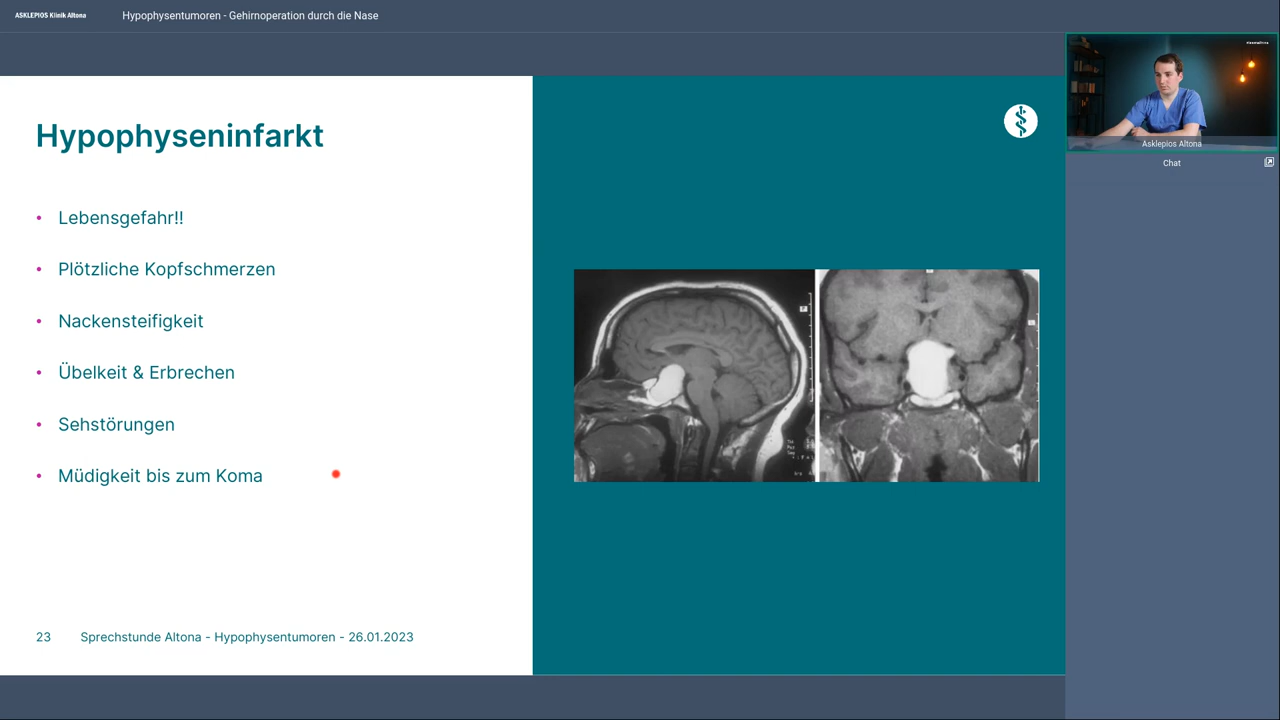 ASKLEPIOS Klinik Altona
Hypophysentumoren - Gehirnoperation durch die Nase
Hypophyseninfarkt
• Lebensgefahr!!
• Plötzliche Kopfschmerzen
• Nackensteifigkeit
• Übelkeit & Erbrechen
• Sehstörungen
• Müdigkeit bis zum Koma
23 Sprechstunde Altona - Hypophysentumoren - 26.01.2023
Asklepios Altona
Chat